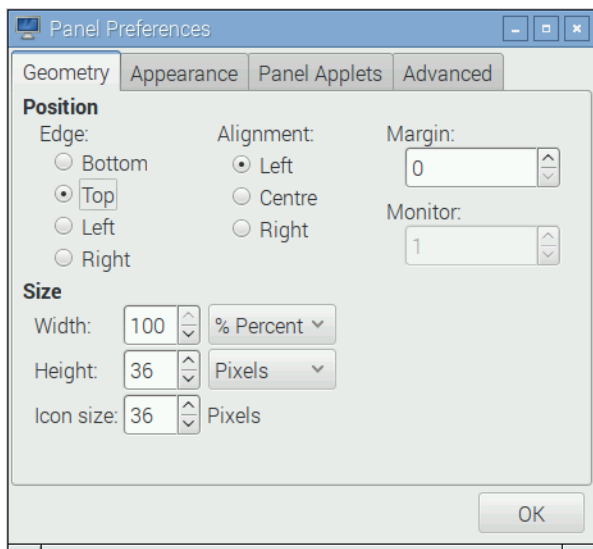 Panel Preferences
Geometry Appearance Panel Applets Advanced
Position
Edge: Alignment: Margin:
Bottom Left 0
Top Centre
Left Right Monitor:
Right 1
Size
Width: 100 % Percent
Height: 36 Pixels
Icon size: 36 Pixels
OK